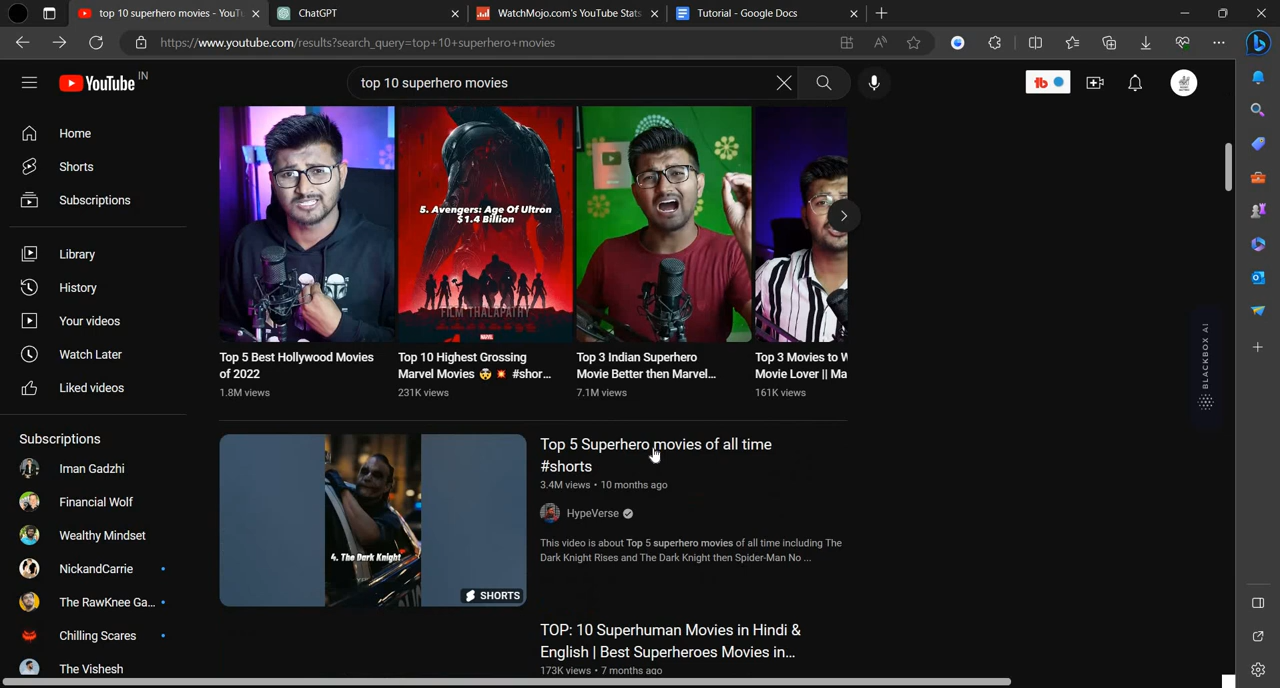 top 10 superhero movies - YouT
ChatGPT
WatchMojo.com's YouTube Stats
Tutorial - Google Docs
https://www.youtube.com/results?search_query=top+10+superhero+movies
YouTube IN
top 10 superhero movies
Home
Shorts
Subscriptions
Library
History
Your videos
Watch Later
Liked videos
Subscriptions
Iman Gadzhi
Financial Wolf
Wealthy Mindset
NickandCarrie
The RawKnee Ga...
Chilling Scares
The Vishesh
5. Avengers: Age Of Ultron
$1.4 Billion
FILM THALAPATHY
MARVEL
Top 5 Best Hollywood Movies
of 2022
1.8M views
Top 10 Highest Grossing
Marvel Movies 🤯 💥 #shor...
231K views
Top 3 Indian Superhero
Movie Better then Marvel...
7.1M views
Top 3 Movies to W
Movie Lover || Ma
161K views
4. The Dark Knight
SHORTS
Top 5 Superhero movies of all time
#shorts
3.4M views • 10 months ago
HypeVerse
This video is about Top 5 superhero movies of all time including The
Dark Knight Rises and The Dark Knight then Spider-Man No ...
TOP: 10 Superhuman Movies in Hindi &
English | Best Superheroes Movies in...
173K views • 7 months ago
BLACKBOX AI